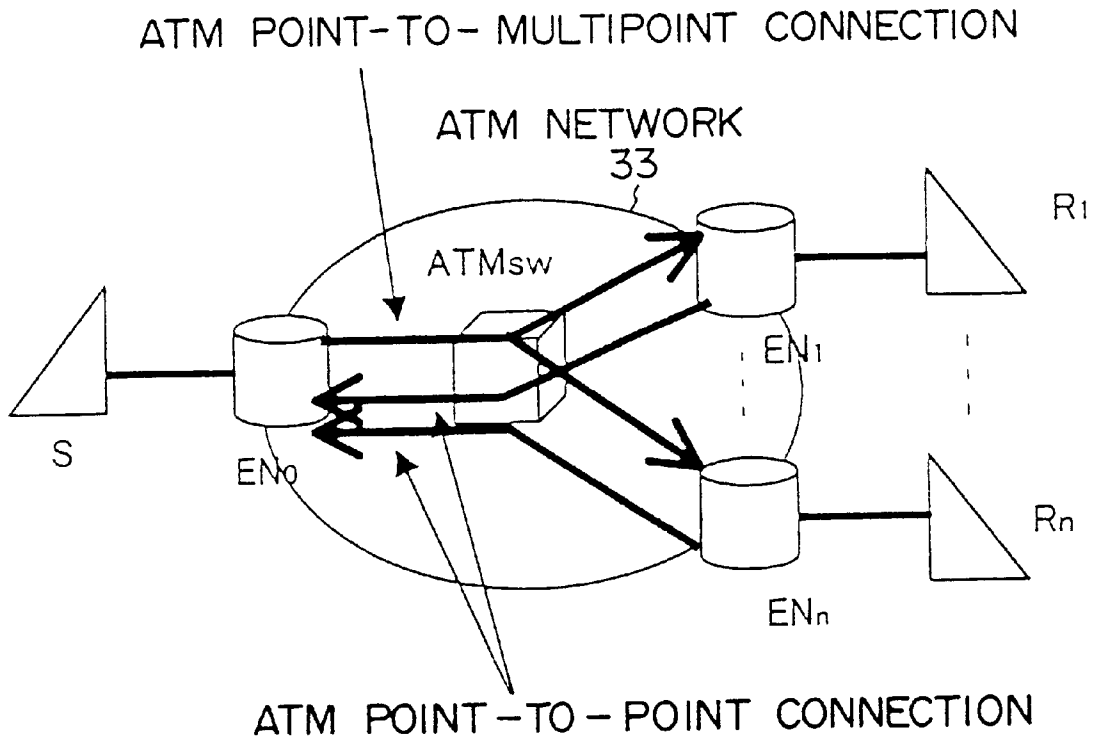 ATM POINT-TO-MULTIPOINT CONNECTION
ATM NETWORK
33
R1
ATMsw
EN1
S
EN0
Rn
ENn
ATM POINT-TO-POINT CONNECTION